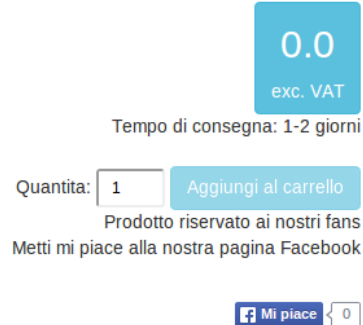 0.0
exc. VAT
Tempo di consegna: 1-2 giorni
Quantita: 1 Aggiungi al carrello
Prodotto riservato ai nostri fans
Metti mi piace alla nostra pagina Facebook
Mi piace 0